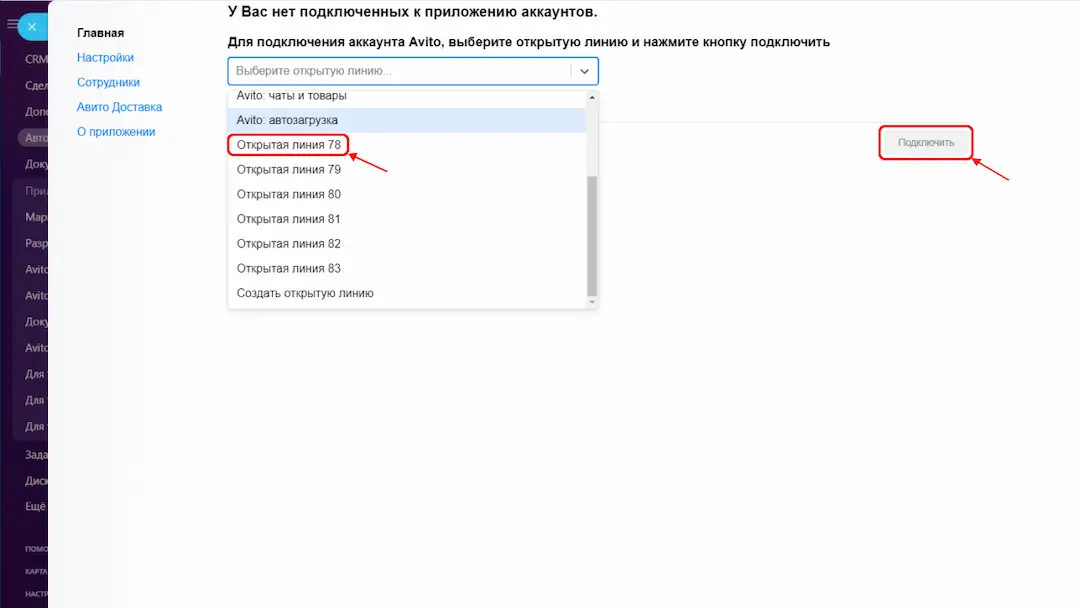 CRM
Сдел
Допо
Авто
Доку
При
Мар
Разр
Avito
Avito
Доку
Avito
Для
Для
Для
Зада
Диск
Ещё
ПОМО
КАРТА
НАСТР
Главная
Настройки
Сотрудники
Авито Доставка
О приложении
У Вас нет подключенных к приложению аккаунтов.
Для подключения аккаунта Avito, выберите открытую линию и нажмите кнопку подключить
Выберите открытую линию...
Avito: чаты и товары
Avito: автозагрузка
Открытая линия 78
Открытая линия 79
Открытая линия 80
Открытая линия 81
Открытая линия 82
Открытая линия 83
Создать открытую линию
Подключить